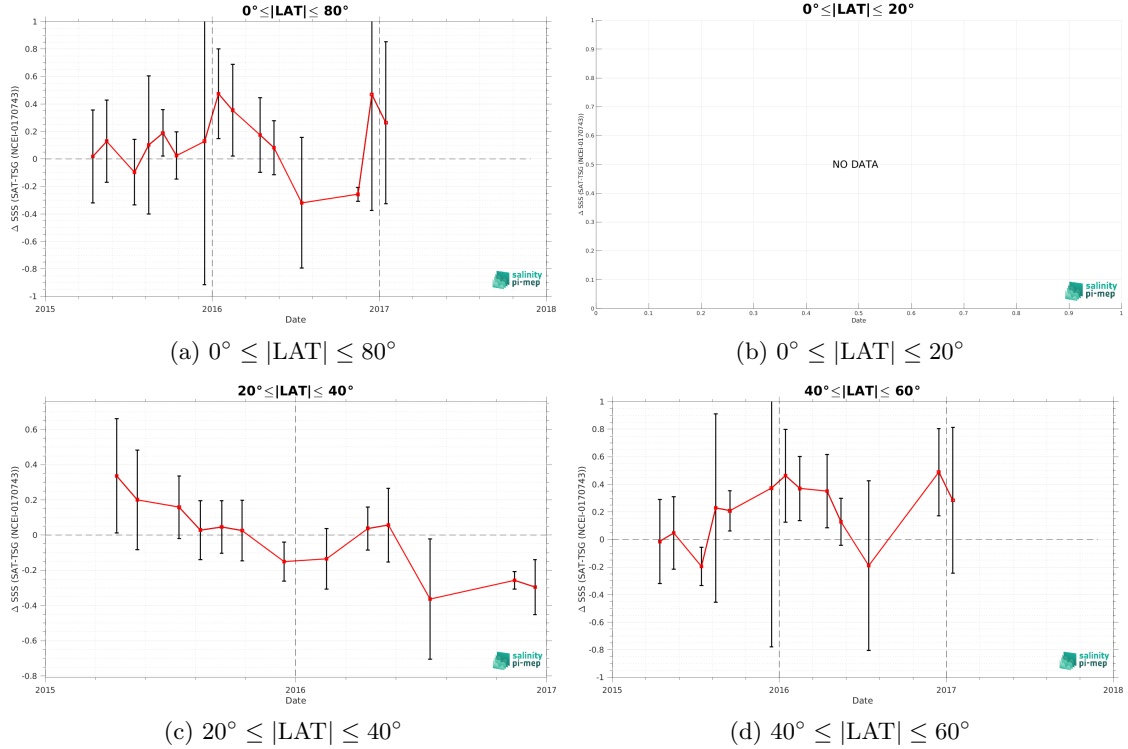 0°≤|LAT|≤ 80°
Δ SSS (SAT-TSG (NCEI-0170743))
1
0.8
0.6
0.4
0.2
0
-0.2
-0.4
-0.6
-0.8
-1
2015
2016
2017
2018
Date
salinity
pi-mep
(a) 0° ≤ |LAT| ≤ 80°
0°≤|LAT|≤ 20°
Δ SSS (SAT-TSG (NCEI-0170743))
1
0.9
0.8
0.7
0.6
0.5
0.4
0.3
0.2
0.1
0
NO DATA
0
0.1
0.2
0.3
0.4
0.5
0.6
0.7
0.8
0.9
1
Date
salinity
pi-mep
(b) 0° ≤ |LAT| ≤ 20°
20°≤|LAT|≤ 40°
Δ SSS (SAT-TSG (NCEI-0170743))
0.6
0.4
0.2
0
-0.2
-0.4
-0.6
-0.8
2015
2016
2017
Date
salinity
pi-mep
(c) 20° ≤ |LAT| ≤ 40°
40°≤|LAT|≤ 60°
Δ SSS (SAT-TSG (NCEI-0170743))
1
0.8
0.6
0.4
0.2
0
-0.2
-0.4
-0.6
-0.8
-1
2015
2016
2017
2018
Date
salinity
pi-mep
(d) 40° ≤ |LAT| ≤ 60°